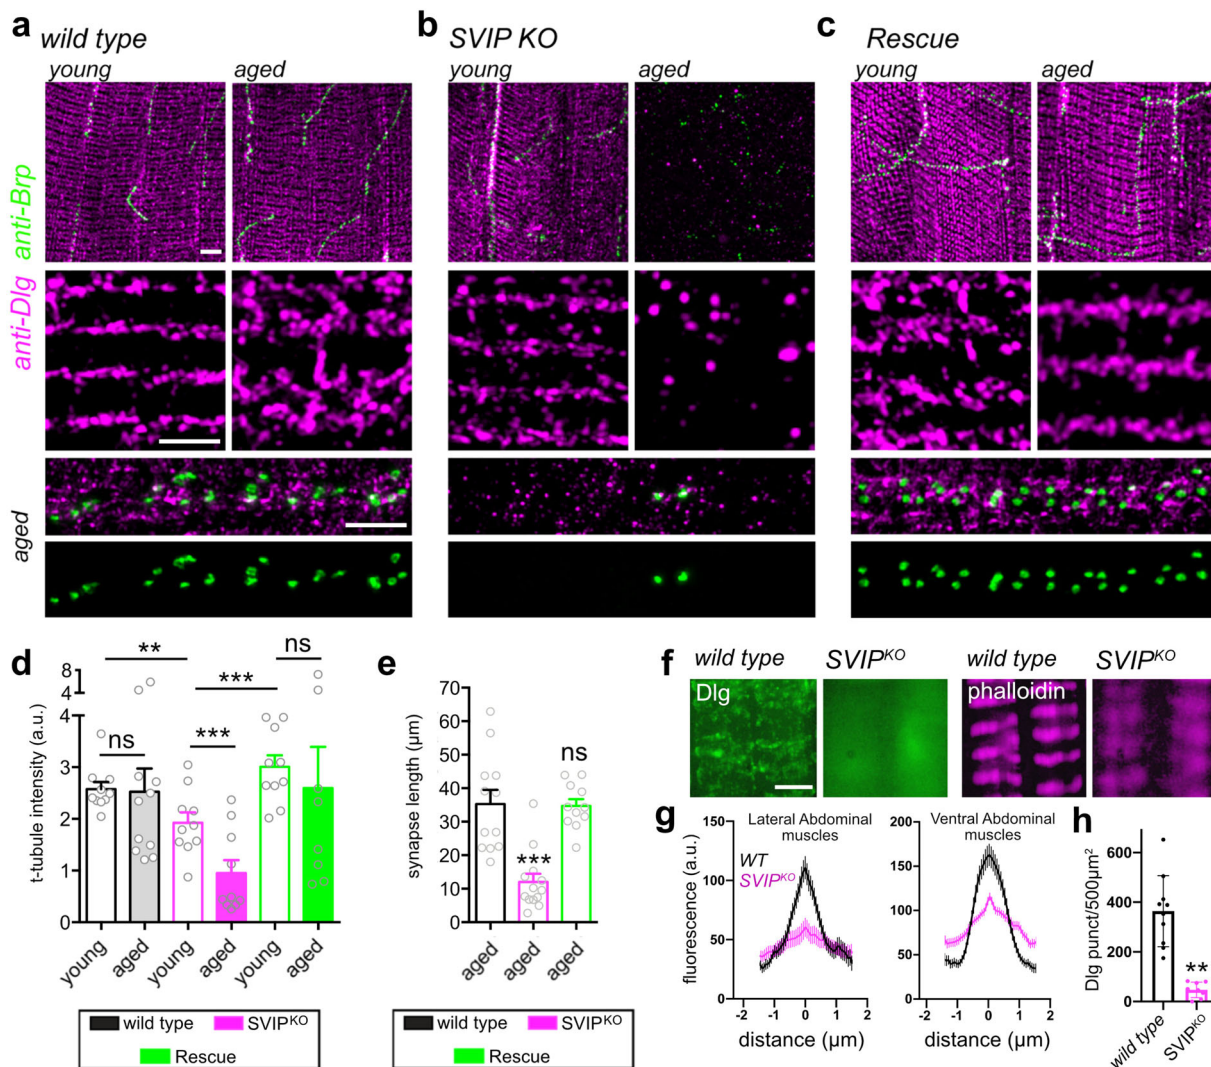 a wild type
young aged
b SVIP KO
young aged
c Rescue
young aged
anti-Brp
anti-Dlg
aged
d
** ns
***
ns ***
8
4
4
3
2
1
0
t-tubule intensity (a.u.)
young aged young aged young aged
wild type SVIPKO
Rescue
e
70
60
50
40
30
20
10
0
synapse length (µm)
ns
***
aged aged aged
wild type SVIPKO
Rescue
f wild type SVIPKO wild type SVIPKO
Dlg phalloidin
g
Lateral Abdominal
muscles
WT
SVIPKO
150
100
50
0
fluorescence (a.u.)
-2 -1 0 1 2
distance (µm)
Ventral Abdominal
muscles
200
150
100
50
0
-2 -1 0 1 2
distance (µm)
h
800
600
400
200
0
Dlg punct/500µm2
**
wild type SVIPKO